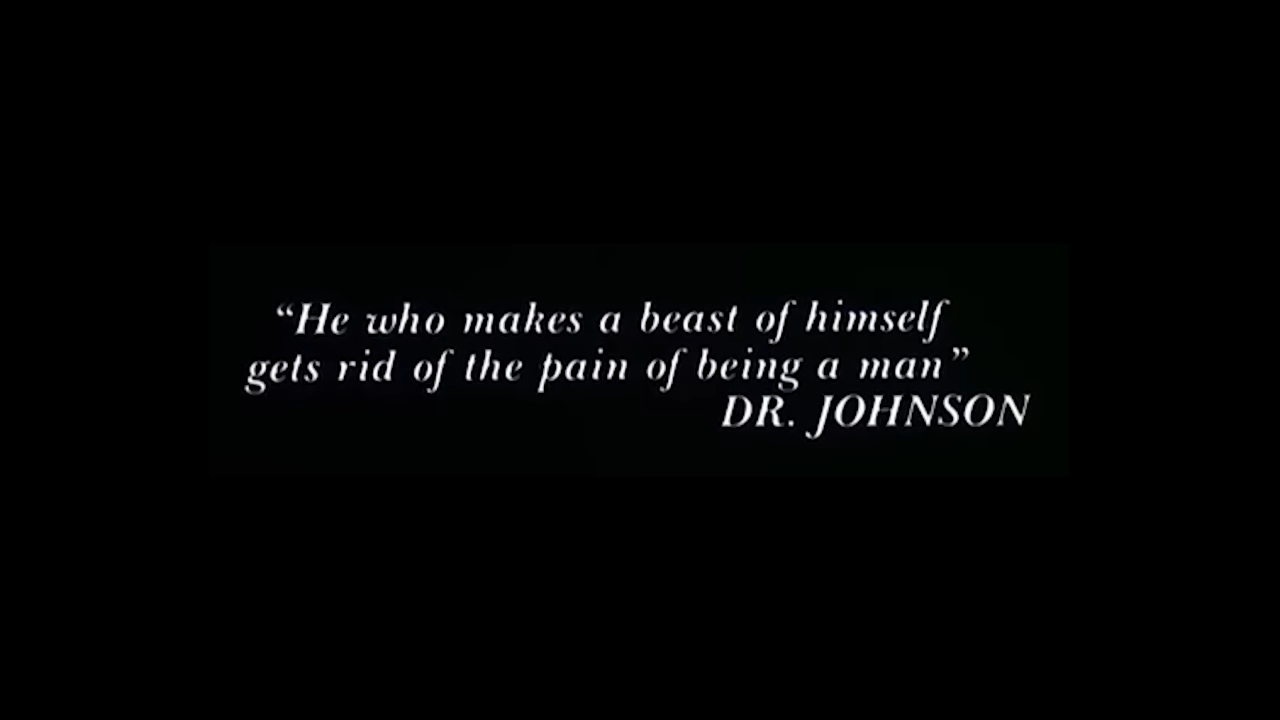 “He who makes a beast of himself
gets rid of the pain of being a man”
DR. JOHNSON